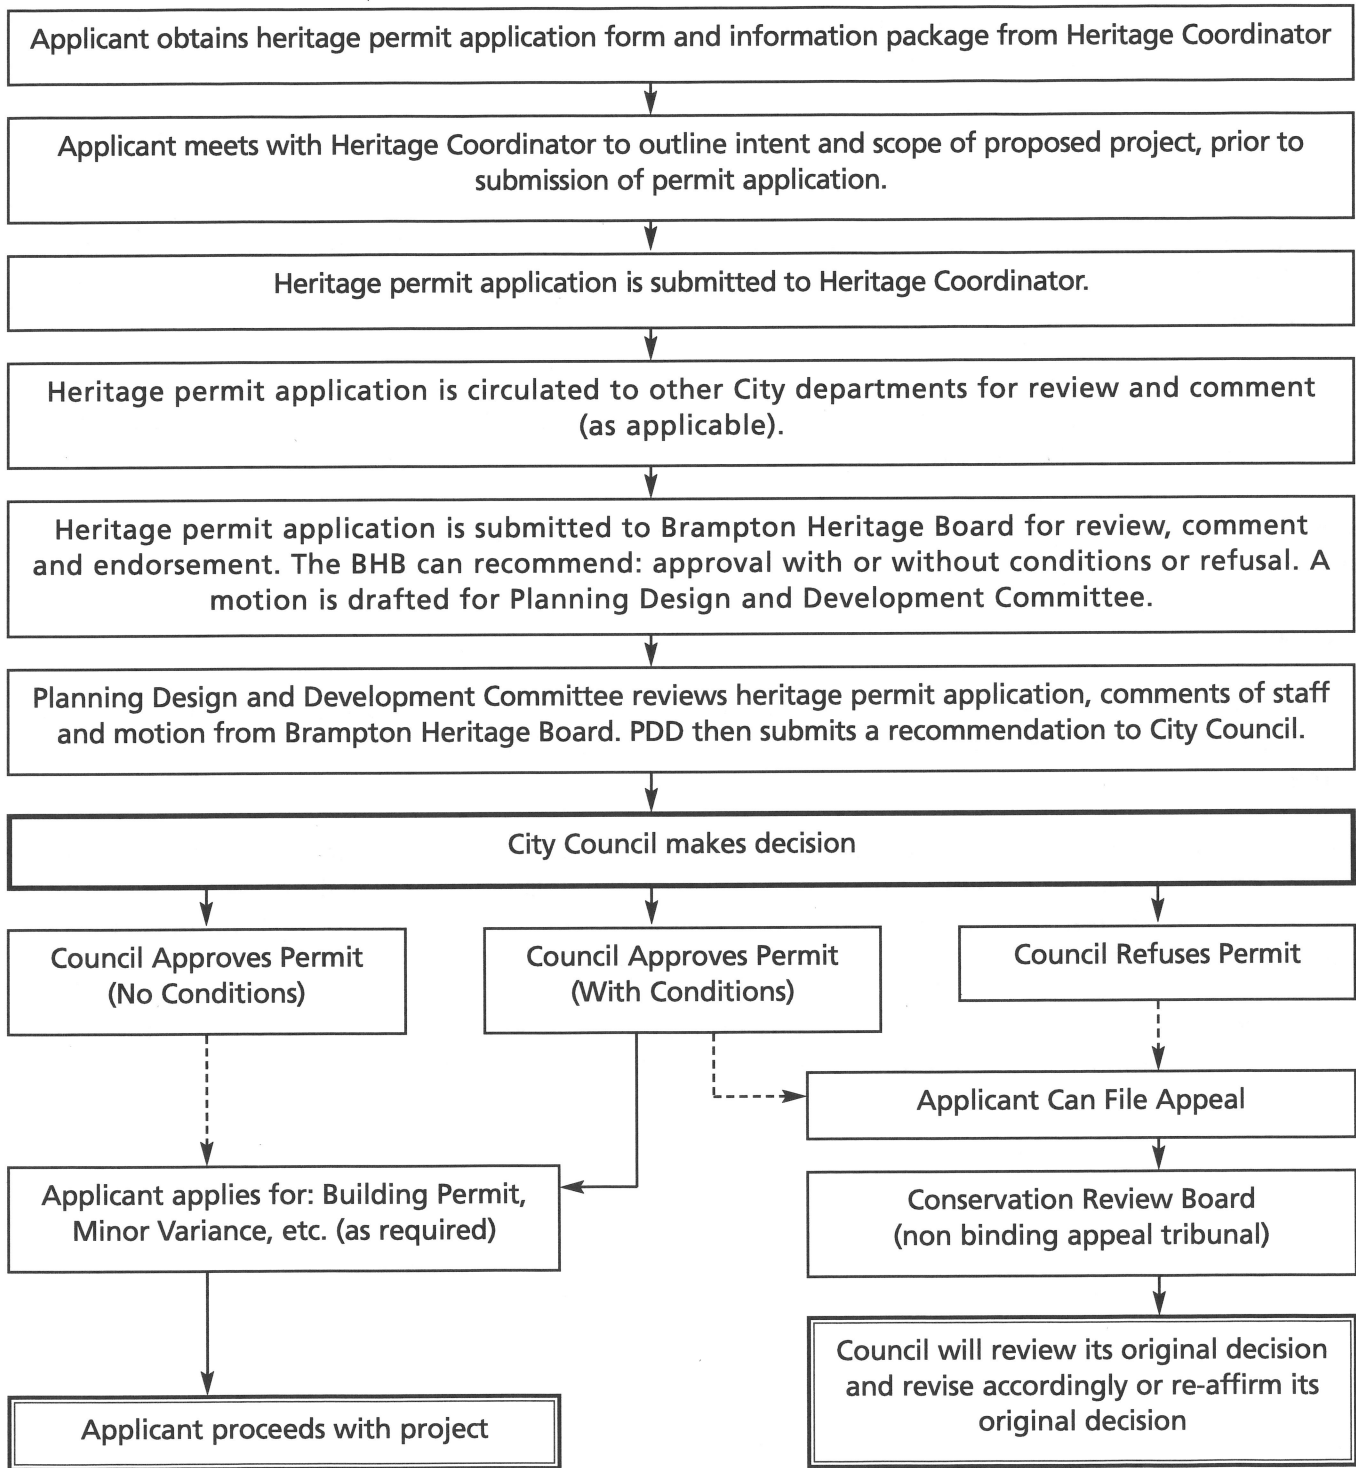 Applicant obtains heritage permit application form and information package from Heritage Coordinator
Applicant meets with Heritage Coordinator to outline intent and scope of proposed project, prior to
submission of permit application.
Heritage permit application is submitted to Heritage Coordinator.
Heritage permit application is circulated to other City departments for review and comment
(as applicable).
Heritage permit application is submitted to Brampton Heritage Board for review, comment
and endorsement. The BHB can recommend: approval with or without conditions or refusal. A
motion is drafted for Planning Design and Development Committee.
Planning Design and Development Committee reviews heritage permit application, comments of staff
and motion from Brampton Heritage Board. PDD then submits a recommendation to City Council.
City Council makes decision
Council Approves Permit
(No Conditions)
Council Approves Permit
(With Conditions)
Council Refuses Permit
Applicant Can File Appeal
Applicant applies for: Building Permit,
Minor Variance, etc. (as required)
Conservation Review Board
(non binding appeal tribunal)
Council will review its original decision
and revise accordingly or re-affirm its
original decision
Applicant proceeds with project